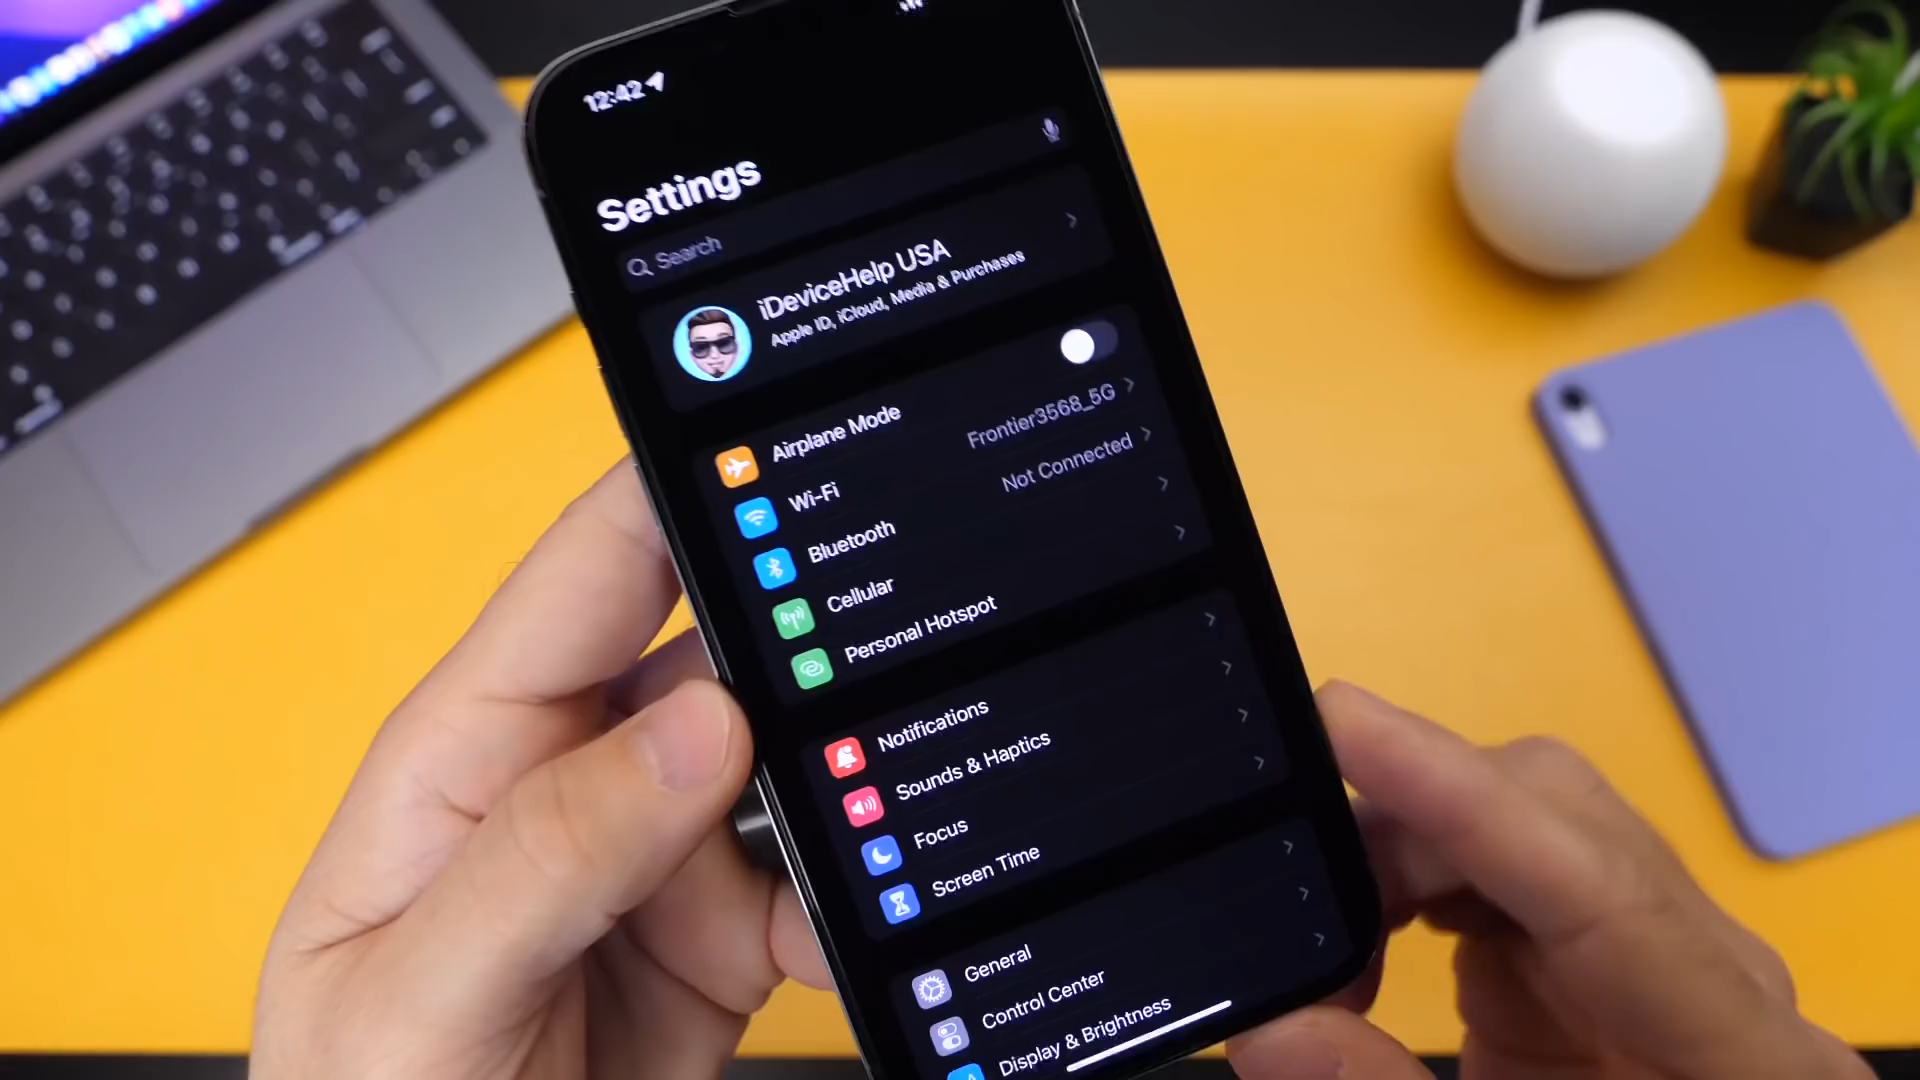 12:42
Settings
Search
iDeviceHelp USA
Apple ID, iCloud, Media & Purchases
Airplane Mode
Wi-Fi
Frontier3568_5G
Bluetooth
Not Connected
Cellular
Personal Hotspot
Notifications
Sounds & Haptics
Focus
Screen Time
General
Control Center
Display & Brightness